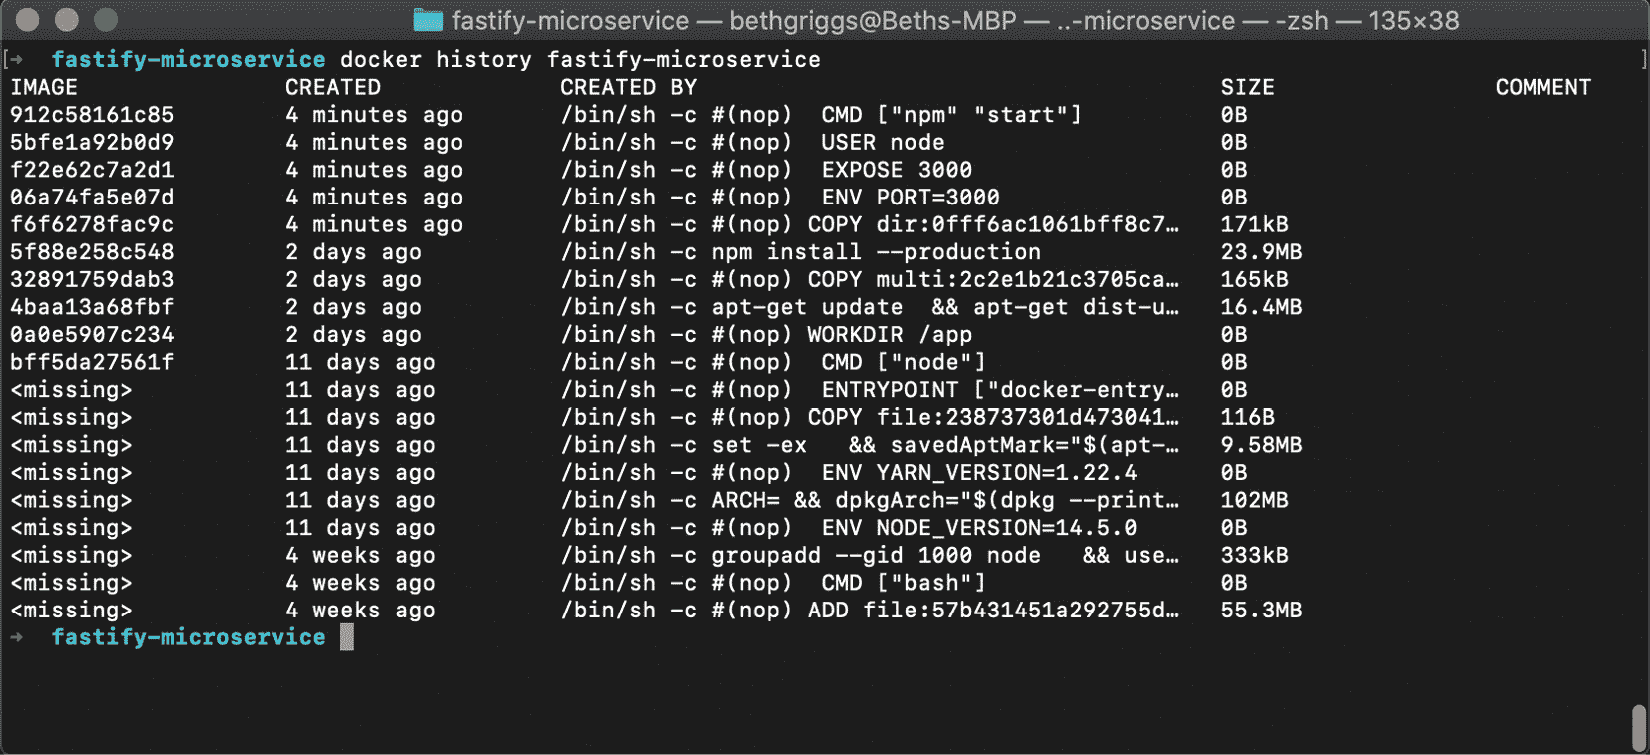 fastify-microservice — bethgriggs@Beths-MBP — ..-microservice — -zsh — 135×38
[➜ fastify-microservice docker history fastify-microservice ]
IMAGE CREATED CREATED BY SIZE COMMENT
912c58161c85 4 minutes ago /bin/sh -c #(nop)  CMD ["npm" "start"] 0B
5bfe1a92b0d9 4 minutes ago /bin/sh -c #(nop)  USER node 0B
f22e62c7a2d1 4 minutes ago /bin/sh -c #(nop)  EXPOSE 3000 0B
06a74fa5e07d 4 minutes ago /bin/sh -c #(nop)  ENV PORT=3000 0B
f6f6278fac9c 4 minutes ago /bin/sh -c #(nop) COPY dir:0fff6ac1061bff8c7… 171kB
5f88e258c548 2 days ago /bin/sh -c npm install --production 23.9MB
32891759dab3 2 days ago /bin/sh -c #(nop) COPY multi:2c2e1b21c3705ca… 165kB
4baa13a68fbf 2 days ago /bin/sh -c apt-get update  && apt-get dist-u… 16.4MB
0a0e5907c234 2 days ago /bin/sh -c #(nop) WORKDIR /app 0B
bff5da27561f 11 days ago /bin/sh -c #(nop)  CMD ["node"] 0B
<missing> 11 days ago /bin/sh -c #(nop)  ENTRYPOINT ["docker-entry… 0B
<missing> 11 days ago /bin/sh -c #(nop) COPY file:238737301d473041… 116B
<missing> 11 days ago /bin/sh -c set -ex   && savedAptMark="$(apt-… 9.58MB
<missing> 11 days ago /bin/sh -c #(nop)  ENV YARN_VERSION=1.22.4 0B
<missing> 11 days ago /bin/sh -c ARCH= && dpkgArch="$(dpkg --print… 102MB
<missing> 11 days ago /bin/sh -c #(nop)  ENV NODE_VERSION=14.5.0 0B
<missing> 4 weeks ago /bin/sh -c groupadd --gid 1000 node   && use… 333kB
<missing> 4 weeks ago /bin/sh -c #(nop)  CMD ["bash"] 0B
<missing> 4 weeks ago /bin/sh -c #(nop) ADD file:57b431451a292755d… 55.3MB
➜ fastify-microservice